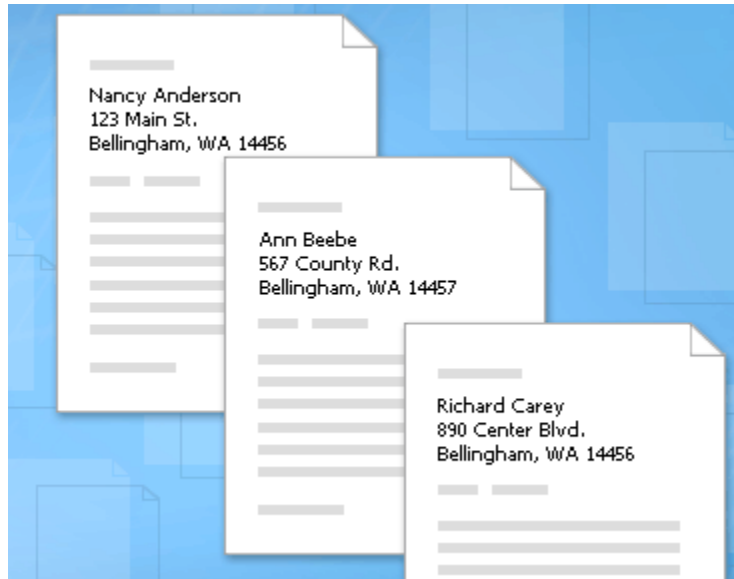 Nancy Anderson
123 Main St.
Bellingham, WA 14456
Ann Beebe
567 County Rd.
Bellingham, WA 14457
Richard Carey
890 Center Blvd.
Bellingham, WA 14456